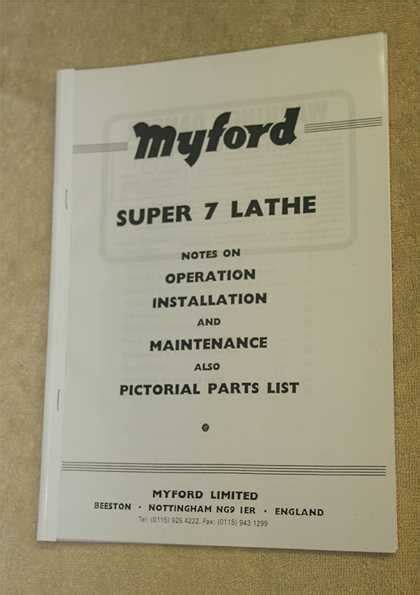 Myford
SUPER 7 LATHE
NOTES ON
OPERATION
INSTALLATION
AND
MAINTENANCE
ALSO
PICTORIAL PARTS LIST
MYFORD LIMITED
BEESTON · NOTTINGHAM NG9 1ER · ENGLAND
Tel: (0115) 925 4222. Fax: (0115) 943 1299